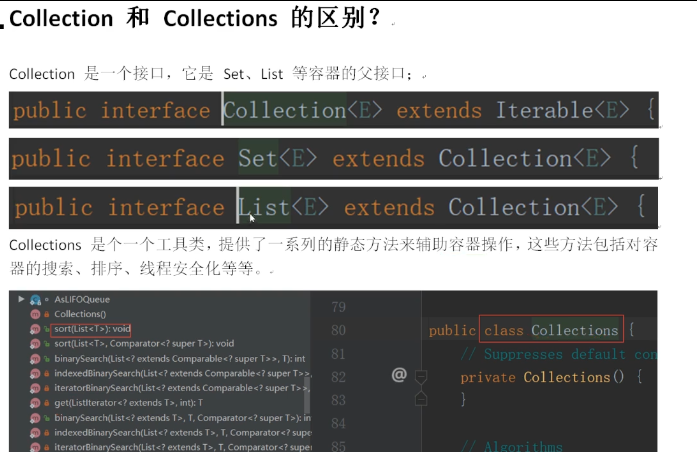 Collection 和 Collections 的区别？
Collection 是一个接口，它是 Set、List 等容器的父接口；
public interface Collection<E> extends Iterable<E> {
public interface Set<E> extends Collection<E> {
public interface List<E> extends Collection<E> {
Collections 是个一个工具类，提供了一系列的静态方法来辅助容器操作，这些方法包括对容
器的搜索、排序、线程安全化等等。
AsLIFOQueue
Collections()
sort(List<T>): void
sort(List<T>, Comparator<? super T>): void
binarySearch(List<? extends Comparable<? super T>>, T): int
indexedBinarySearch(List<? extends Comparable<? super T>>,
iteratorBinarySearch(List<? extends Comparable<? super T>>,
get(ListIterator<? extends T>, int): T
binarySearch(List<? extends T>, T, Comparator<? super T>): in
indexedBinarySearch(List<? extends T>, T, Comparator<? super
iteratorBinarySearch(List<? extends T>, T, Comparator<? supe
79
80 public class Collections {
81 // Suppresses default con
82 @ private Collections() {
83 }
84
85 // Algorithms